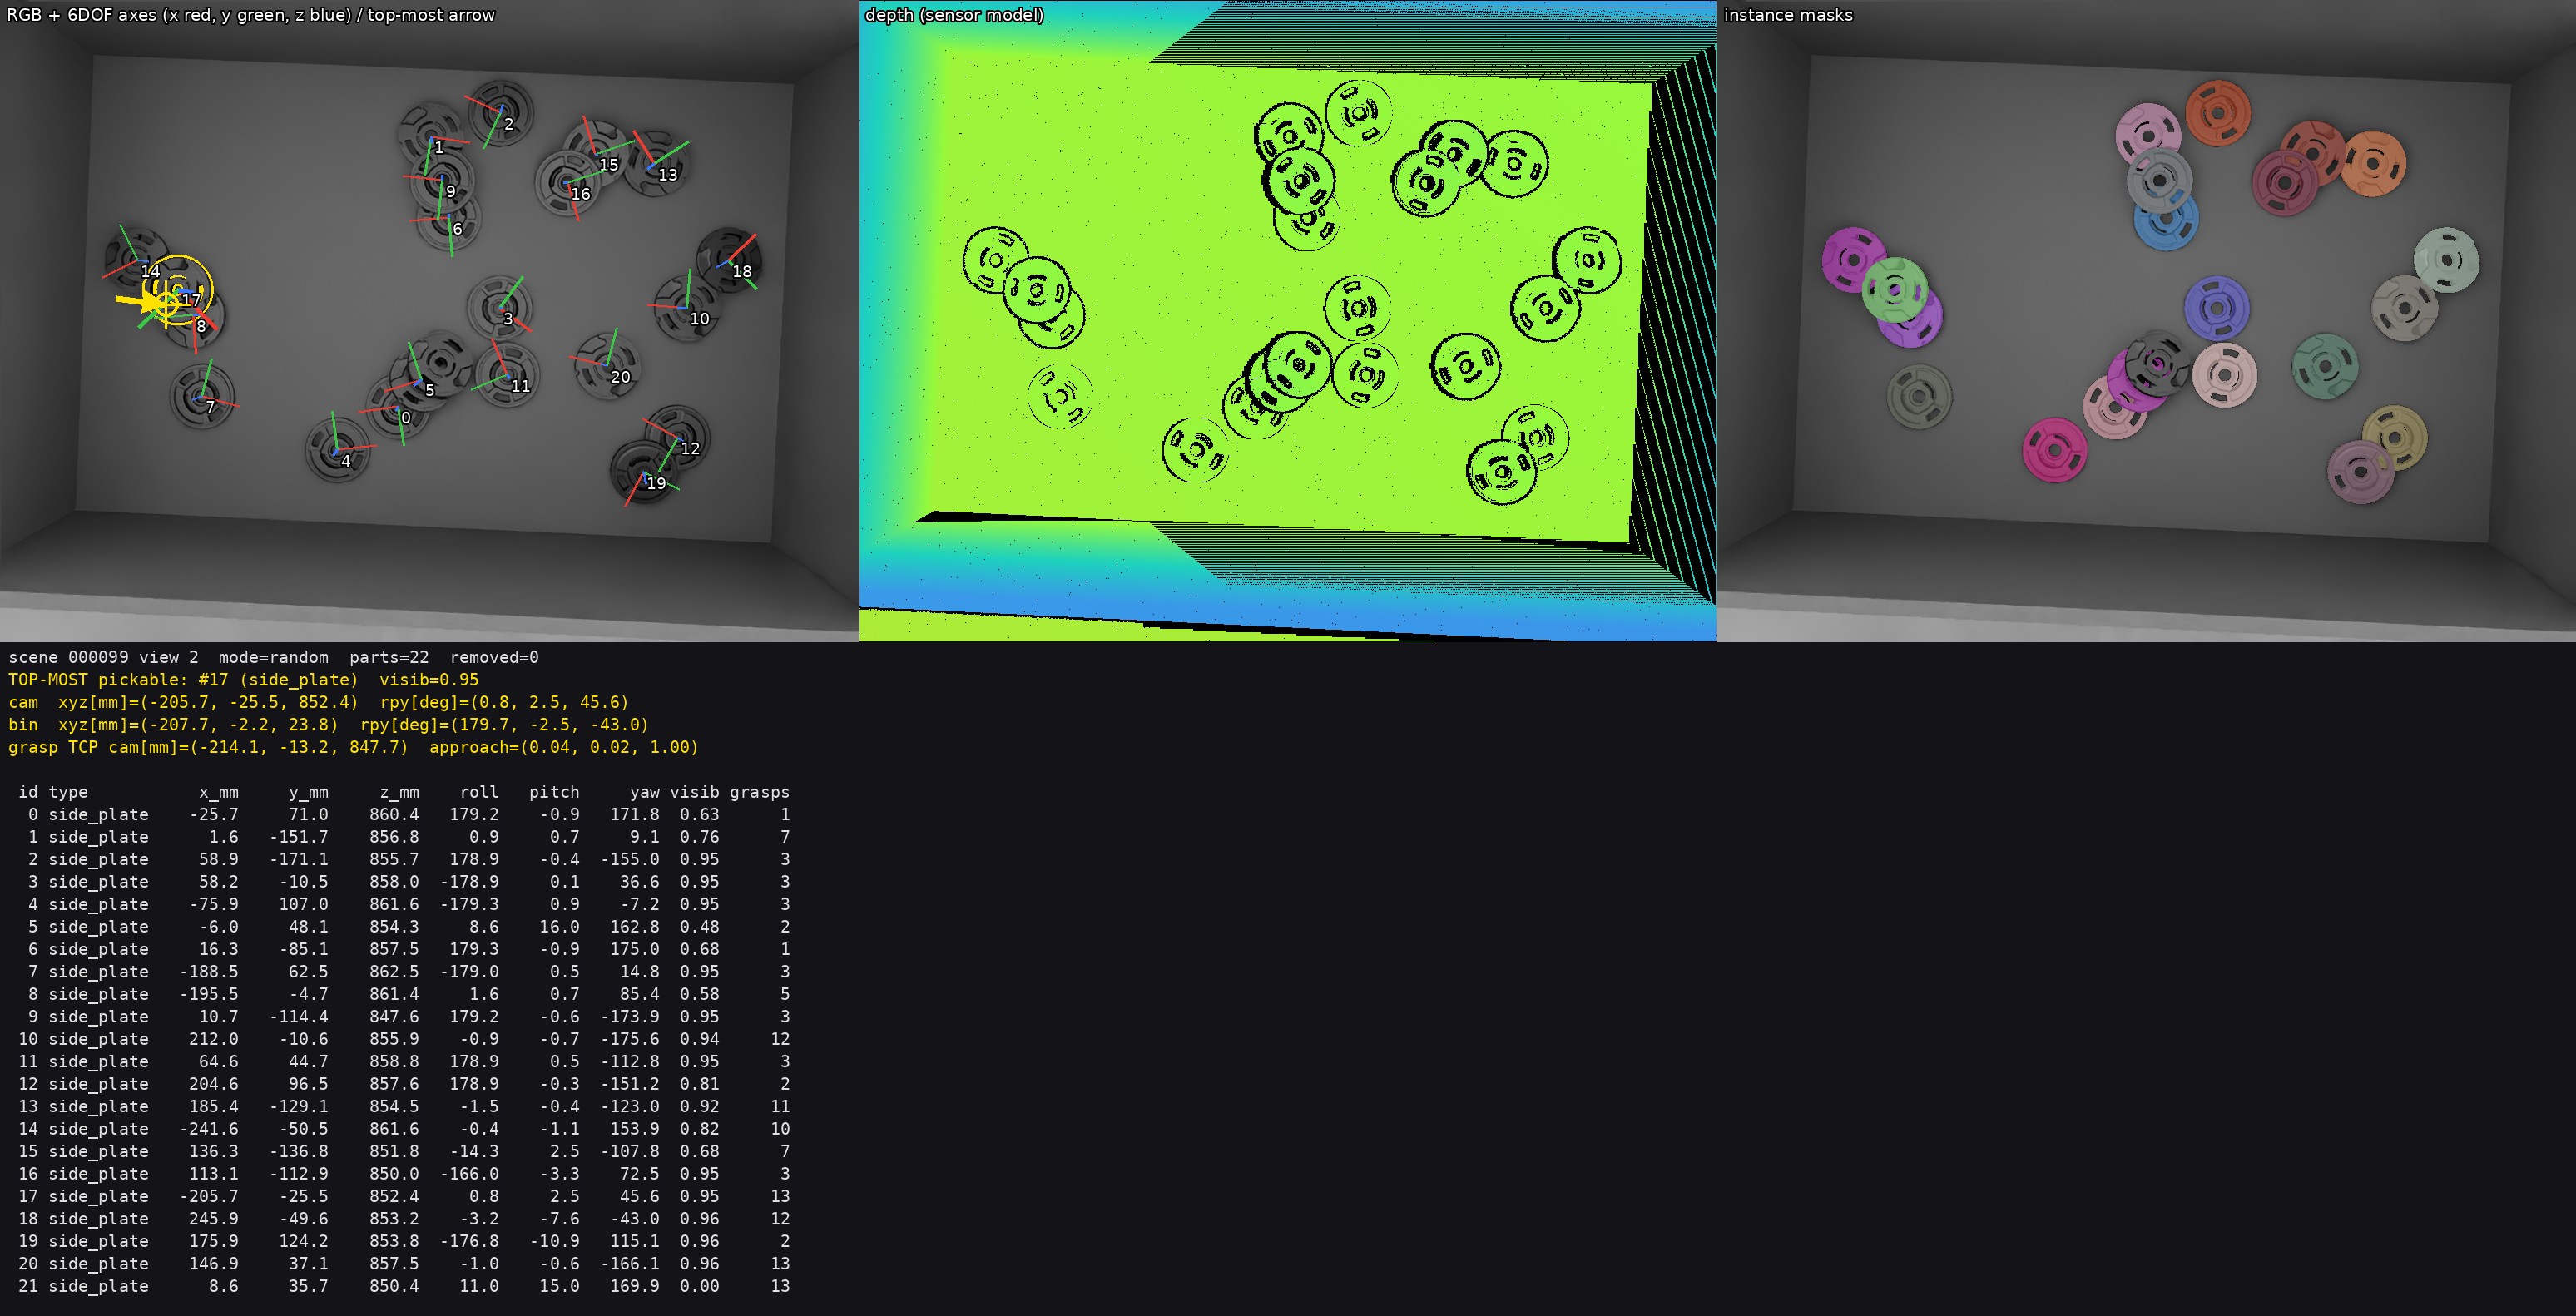 RGB + 6DOF axes (x red, y green, z blue) / top-most arrow
depth (sensor model)
instance masks
2
1
15
13
9
16
6
14
18
17
8
3
10
5
11
20
7
0
4
12
19
scene 000099 view 2 mode=random parts=22 removed=0
TOP-MOST pickable: #17 (side_plate) visib=0.95
cam xyz[mm]=(-205.7, -25.5, 852.4) rpy[deg]=(0.8, 2.5, 45.6)
bin xyz[mm]=(-207.7, -2.2, 23.8) rpy[deg]=(179.7, -2.5, -43.0)
grasp TCP cam[mm]=(-214.1, -13.2, 847.7) approach=(0.04, 0.02, 1.00)
id type x_mm y_mm z_mm roll pitch yaw visib grasps
0 side_plate -25.7 71.0 860.4 179.2 -0.9 171.8 0.63 1
1 side_plate 1.6 -151.7 856.8 0.9 0.7 9.1 0.76 7
2 side_plate 58.9 -171.1 855.7 178.9 -0.4 -155.0 0.95 3
3 side_plate 58.2 -10.5 858.0 -178.9 0.1 36.6 0.95 3
4 side_plate -75.9 107.0 861.6 -179.3 0.9 -7.2 0.95 3
5 side_plate -6.0 48.1 854.3 8.6 16.0 162.8 0.48 2
6 side_plate 16.3 -85.1 857.5 179.3 -0.9 175.0 0.68 1
7 side_plate -188.5 62.5 862.5 -179.0 0.5 14.8 0.95 3
8 side_plate -195.5 -4.7 861.4 1.6 0.7 85.4 0.58 5
9 side_plate 10.7 -114.4 847.6 179.2 -0.6 -173.9 0.95 3
10 side_plate 212.0 -10.6 855.9 -0.9 -0.7 -175.6 0.94 12
11 side_plate 64.6 44.7 858.8 178.9 0.5 -112.8 0.95 3
12 side_plate 204.6 96.5 857.6 178.9 -0.3 -151.2 0.81 2
13 side_plate 185.4 -129.1 854.5 -1.5 -0.4 -123.0 0.92 11
14 side_plate -241.6 -50.5 861.6 -0.4 -1.1 153.9 0.82 10
15 side_plate 136.3 -136.8 851.8 -14.3 2.5 -107.8 0.68 7
16 side_plate 113.1 -112.9 850.0 -166.0 -3.3 72.5 0.95 3
17 side_plate -205.7 -25.5 852.4 0.8 2.5 45.6 0.95 13
18 side_plate 245.9 -49.6 853.2 -3.2 -7.6 -43.0 0.96 12
19 side_plate 175.9 124.2 853.8 -176.8 -10.9 115.1 0.96 2
20 side_plate 146.9 37.1 857.5 -1.0 -0.6 -166.1 0.96 13
21 side_plate 8.6 35.7 850.4 11.0 15.0 169.9 0.00 13